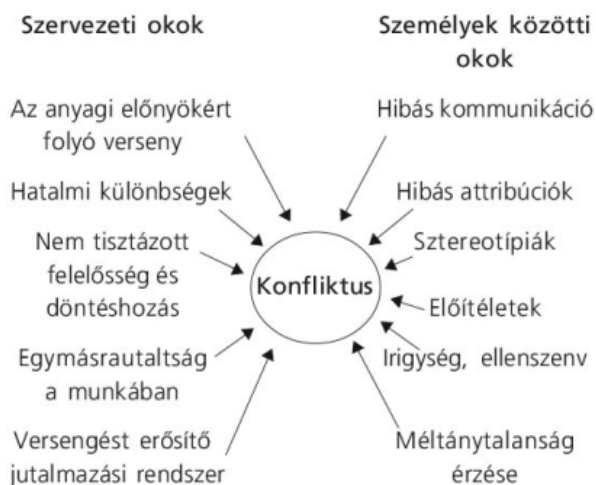 Szervezeti okok
Az anyagi előnyökért
folyó verseny
Hatalmi különbségek
Nem tisztázott
felelősség és
döntéshozás
Egymásrautaltság
a munkában
Versengést erősítő
jutalmazási rendszer
Konfliktus
Személyek közötti
okok
Hibás kommunikáció
Hibás attribúciók
Sztereotípiák
Előítéletek
Irigység, ellenszenv
Méltánytalanság
érzése